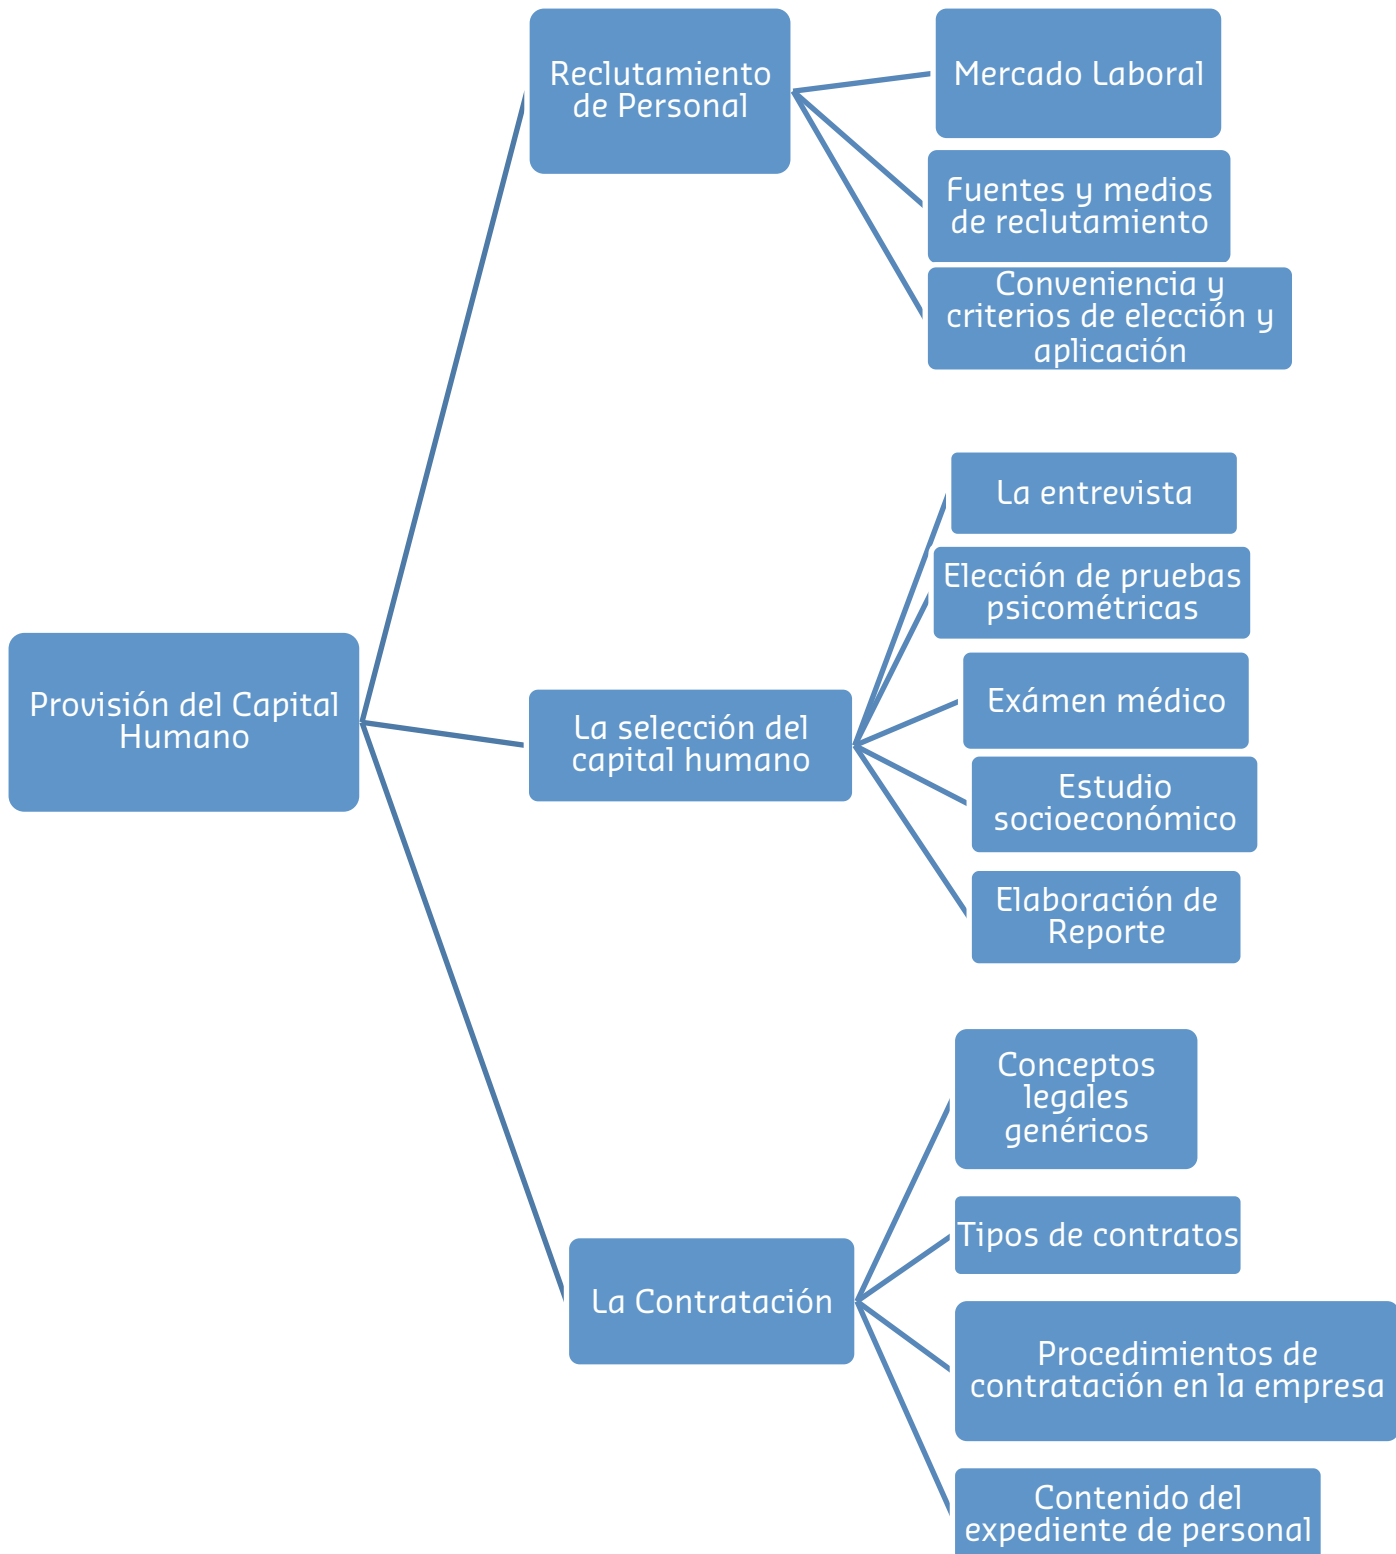 Provisión del Capital
Humano
Reclutamiento
de Personal
Mercado Laboral
Fuentes y medios
de reclutamiento
Conveniencia y
criterios de elección y
aplicación
La selección del
capital humano
La entrevista
Elección de pruebas
psicométricas
Exámen médico
Estudio
socioeconómico
Elaboración de
Reporte
La Contratación
Conceptos
legales
genéricos
Tipos de contratos
Procedimientos de
contratación en la empresa
Contenido del
expediente de personal